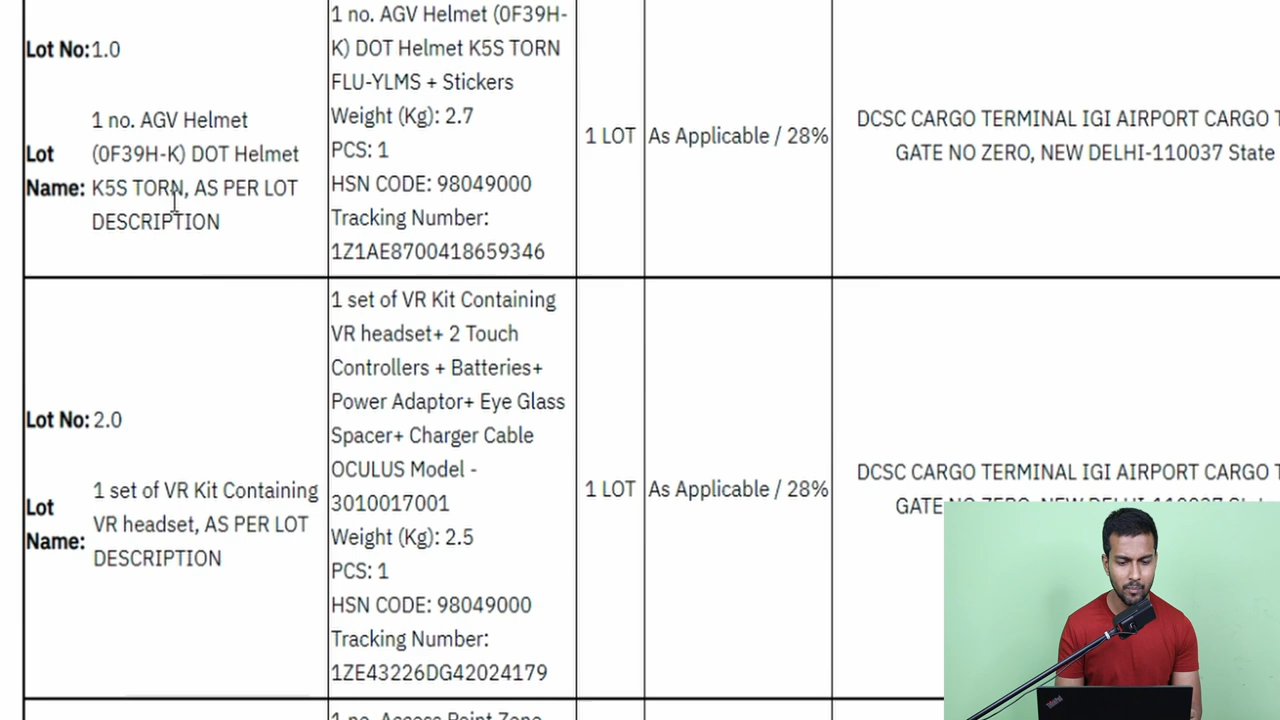 Lot No: 1.0
Lot Name: 1 no. AGV Helmet
(0F39H-K) DOT Helmet
K5S TORN, AS PER LOT
DESCRIPTION
1 no. AGV Helmet (0F39H-
K) DOT Helmet K5S TORN
FLU-YLMS + Stickers
Weight (Kg): 2.7
PCS: 1
HSN CODE: 98049000
Tracking Number:
1Z1AE8700418659346
1 LOT
As Applicable / 28%
DCSC CARGO TERMINAL IGI AIRPORT CARGO
GATE NO ZERO, NEW DELHI-110037 State
Lot No: 2.0
Lot Name: 1 set of VR Kit Containing
VR headset, AS PER LOT
DESCRIPTION
1 set of VR Kit Containing
VR headset+ 2 Touch
Controllers + Batteries+
Power Adaptor+ Eye Glass
Spacer+ Charger Cable
OCULUS Model -
3010017001
Weight (Kg): 2.5
PCS: 1
HSN CODE: 98049000
Tracking Number:
1ZE43226DG42024179
1 LOT
As Applicable / 28%
DCSC CARGO TERMINAL IGI AIRPORT CARGO
GATE
1 no. Access Point Zone